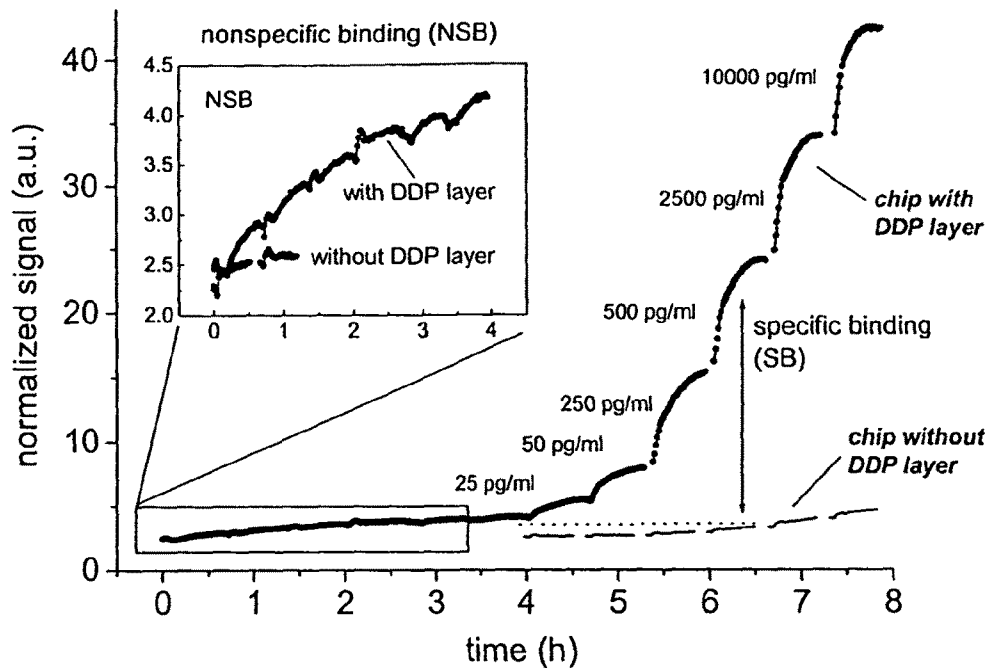 nonspecific binding (NSB)
4.5
4.0
3.5
3.0
2.5
2.0
NSB
with DDP layer
without DDP layer
0
1
2
3
4
normalized signal (a.u.)
40
30
20
10
0
10000 pg/ml
2500 pg/ml
500 pg/ml
250 pg/ml
50 pg/ml
25 pg/ml
chip with
DDP layer
specific binding
(SB)
chip without
DDP layer
0
1
2
3
4
5
6
7
8
time (h)